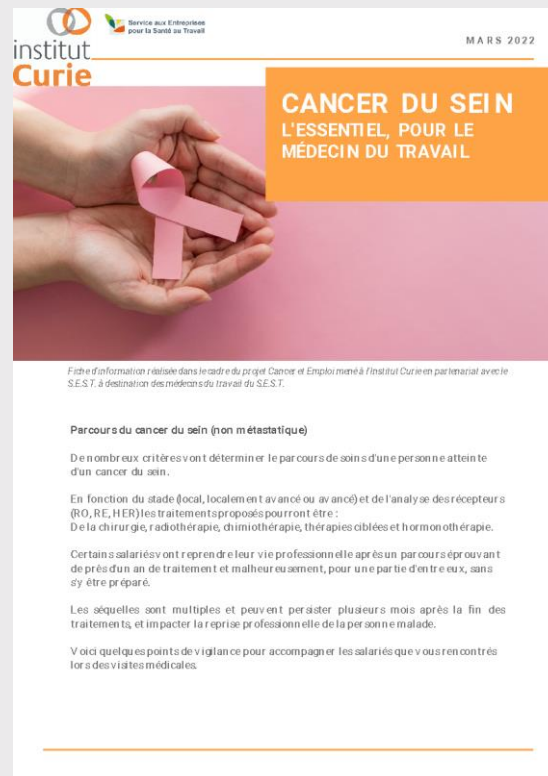 institut
Curie
Service aux Entreprises
pour la Santé au Travail
MARS 2022
CANCER DU SEIN
L'ESSENTIEL, POUR LE
MÉDECIN DU TRAVAIL
Fiche d'information réalisée dans le cadre du projet Cancer et Emploi mené à l'Institut Curie en partenariat avec le
S.E.S.T. à destination des médecins du travail du S.E.S.T.
Parcours du cancer du sein (non métastatique)
De nombreux critères vont déterminer le parcours de soins d'une personne atteinte
d'un cancer du sein.
En fonction du stade (local, localement avancé ou avancé) et de l'analyse des récepteurs
(RO, RE, HER) les traitements proposés pourront être :
De la chirurgie, radiothérapie, chimiothérapie, thérapies ciblées et hormonothérapie.
Certains salariés vont reprendre leur vie professionnelle après un parcours éprouvant
de près d'un an de traitement et malheureusement, pour une partie d'entre eux, sans
s'y être préparé.
Les séquelles sont multiples et peuvent persister plusieurs mois après la fin des
traitements, et impacter la reprise professionnelle de la personne malade.
Voici quelques points de vigilance pour accompagner les salariés que vous rencontrés
lors des visites médicales.